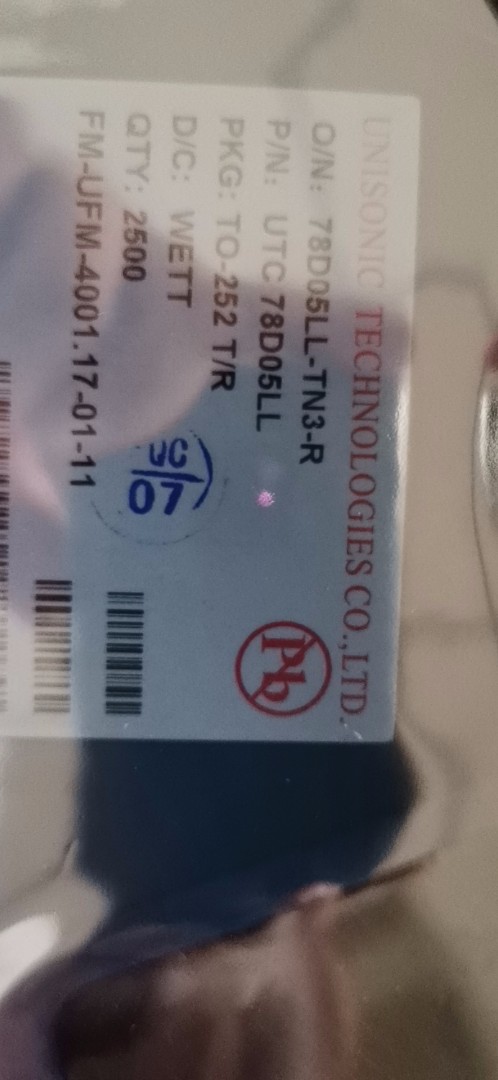 UNISONIC TECHNOLOGIES CO.,LTD.
O/N: 78D05LL-TN3-R
P/N: UTC 78D05LL
PKG: TO-252 T/R
D/C: WETT
QTY: 2500
FM-UFM-4001.17-01-11
Pb
07